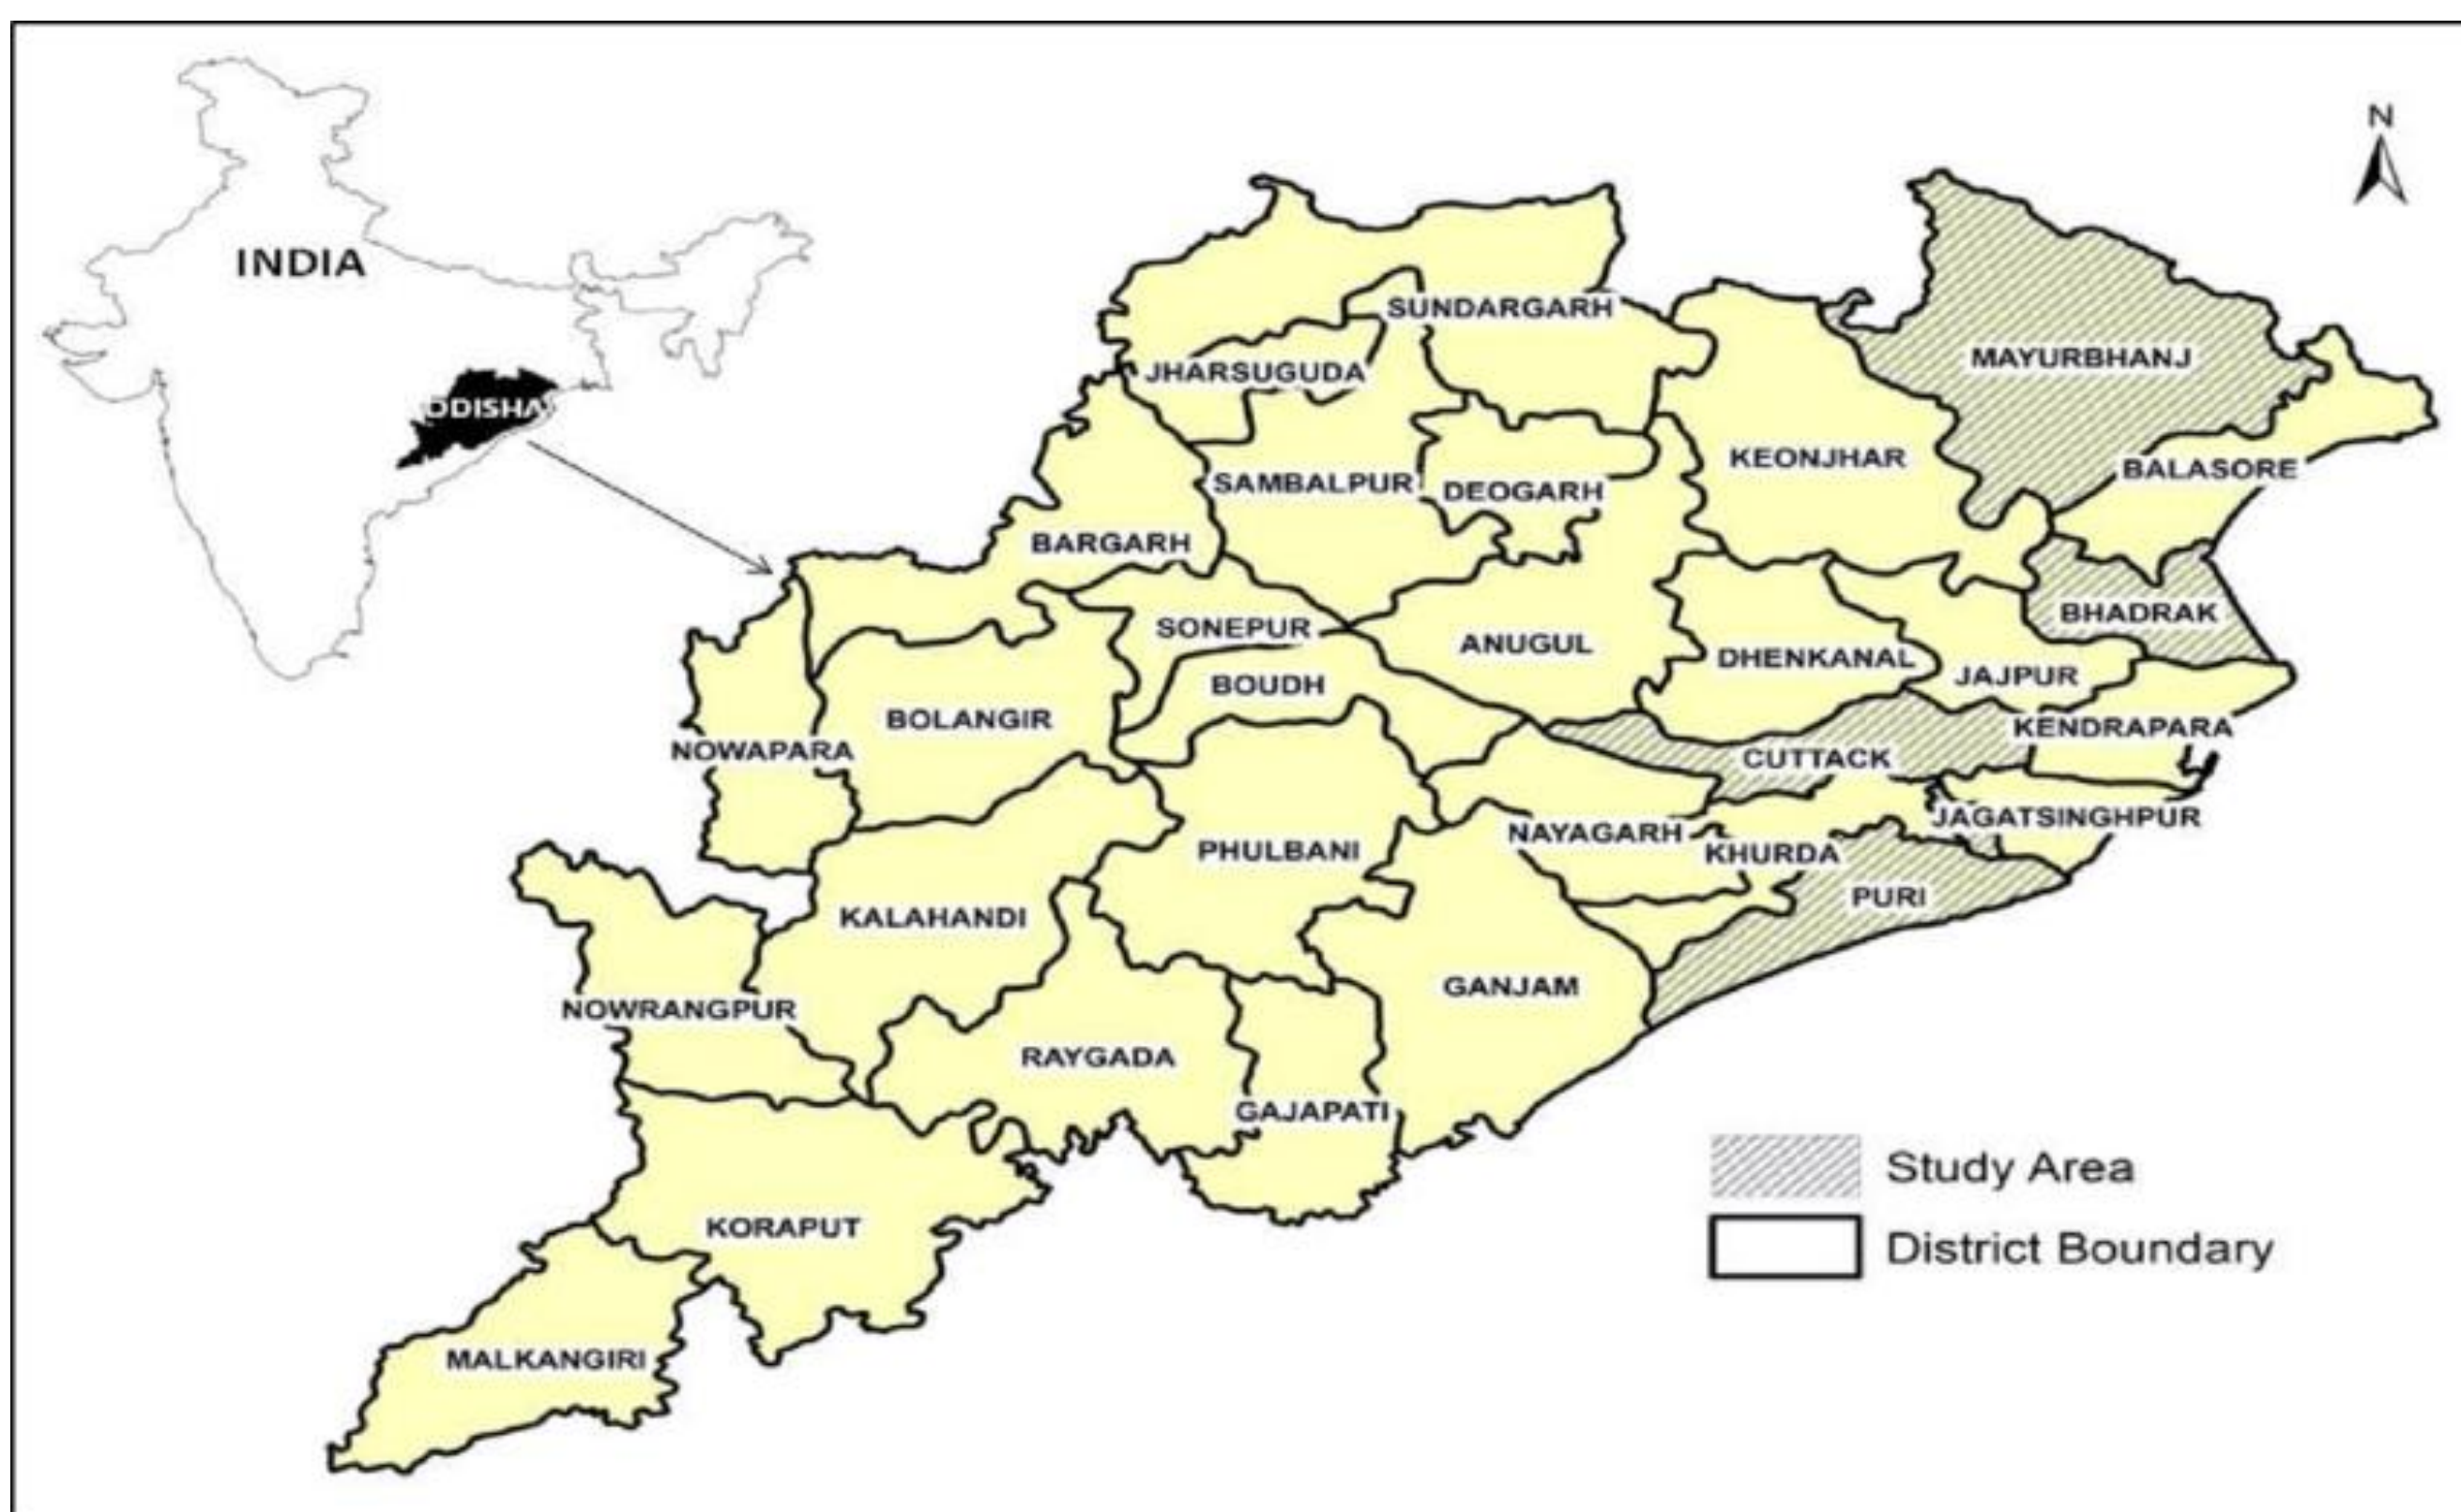 N
INDIA
ODISHA
SUNDARGARH
MAYURBHANJ
JHARSUGUDA
KEONJHAR
BALASORE
SAMBALPUR
DEOGARH
BARGARH
BHADRAK
SONEPUR
ANUGUL
DHENKANAL
JAJPUR
BOUDH
BOLANGIR
KENDRAPARA
NOWAPARA
CUTTACK
JAGATSINGHPUR
NAYAGARH
PHULBANI
KHURDA
PURI
KALAHANDI
GANJAM
NOWRANGPUR
RAYGADA
GAJAPATI
Study Area
KORAPUT
District Boundary
MALKANGIRI